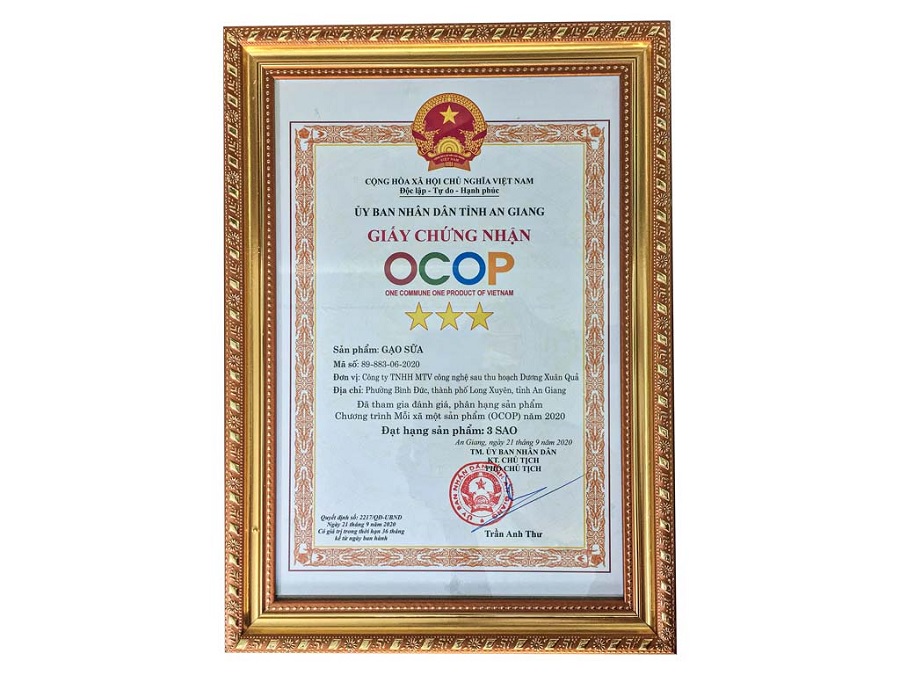 VIỆT NAM
CỘNG HÒA XÃ HỘI CHỦ NGHĨA VIỆT NAM
Độc lập - Tự do - Hạnh phúc
ỦY BAN NHÂN DÂN TỈNH AN GIANG
GIẤY CHỨNG NHẬN
OCOP
ONE COMMUNE ONE PRODUCT OF VIETNAM
Sản phẩm: GẠO SỮA
Mã số: 89-883-06-2020
Đơn vị: Công ty TNHH MTV công nghệ sau thu hoạch Dương Xuân Quả
Địa chỉ: Phường Bình Đức, thành phố Long Xuyên, tỉnh An Giang
Đã tham gia đánh giá, phân hạng sản phẩm
Chương trình Mỗi xã một sản phẩm (OCOP) năm 2020
Đạt hạng sản phẩm: 3 SAO
An Giang, ngày 21 tháng 9 năm 2020
TM. ỦY BAN NHÂN DÂN
KT. CHỦ TỊCH
PHÓ CHỦ TỊCH
Trần Anh Thư
Quyết định số: 2217/QĐ-UBND
Ngày 21 tháng 9 năm 2020
Có giá trị trong thời hạn 36 tháng
kể từ ngày ban hành